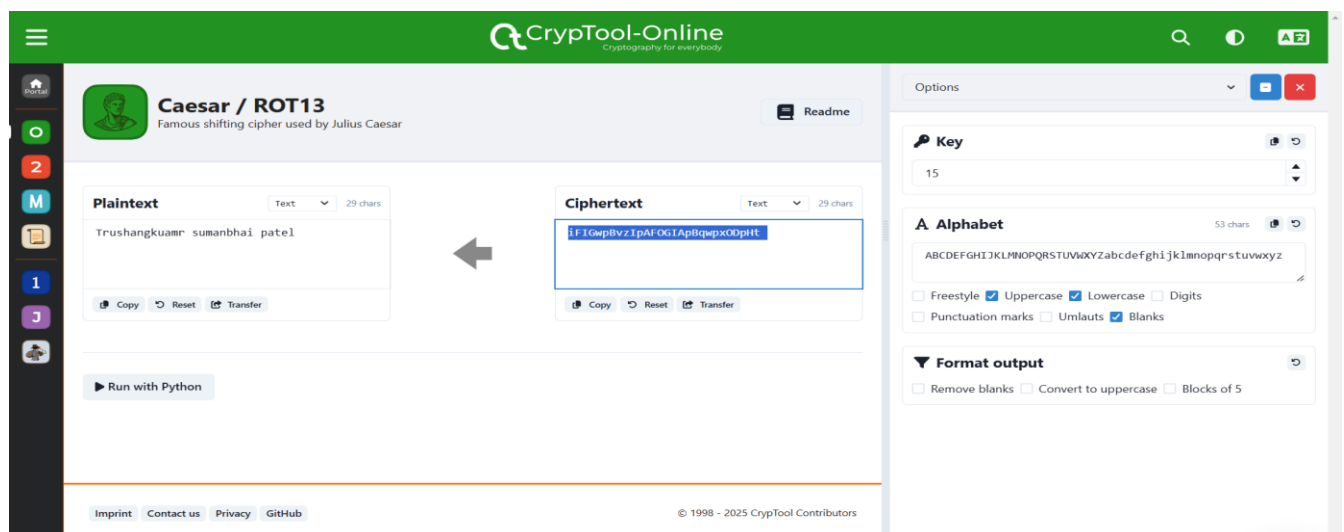 CrypTool-Online
Cryptography for everybody
Portal
O
2
M
1
J
Caesar / ROT13
Famous shifting cipher used by Julius Caesar
Readme
Plaintext Text 29 chars
Trushangkuamr sumanbhai patel
Copy Reset Transfer
Ciphertext Text 29 chars
iFIGwpBvzIpAFOGIApBqwpxODpHt
Copy Reset Transfer
Run with Python
Imprint Contact us Privacy GitHub
© 1998 - 2025 CrypTool Contributors
Options
Key
15
Alphabet 53 chars
ABCDEFGHIJKLMNOPQRSTUVWXYZabcdefghijklmnopqrstuvwxyz
Freestyle Uppercase Lowercase Digits
Punctuation marks Umlauts Blanks
Format output
Remove blanks Convert to uppercase Blocks of 5